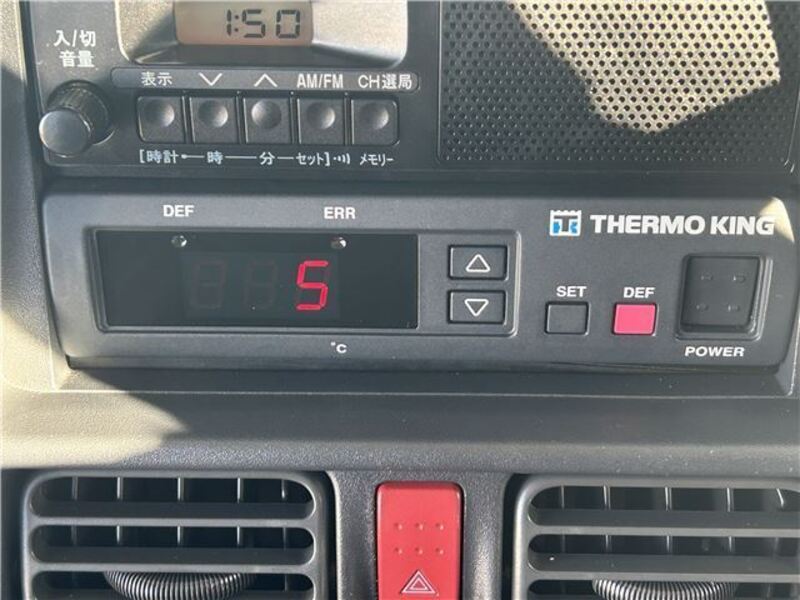 1:50
入/切
音量
表示 AM/FM CH選局
[時計 時 分 セット] メモリー
DEF ERR
THERMO KING
5
SET DEF
°C
POWER